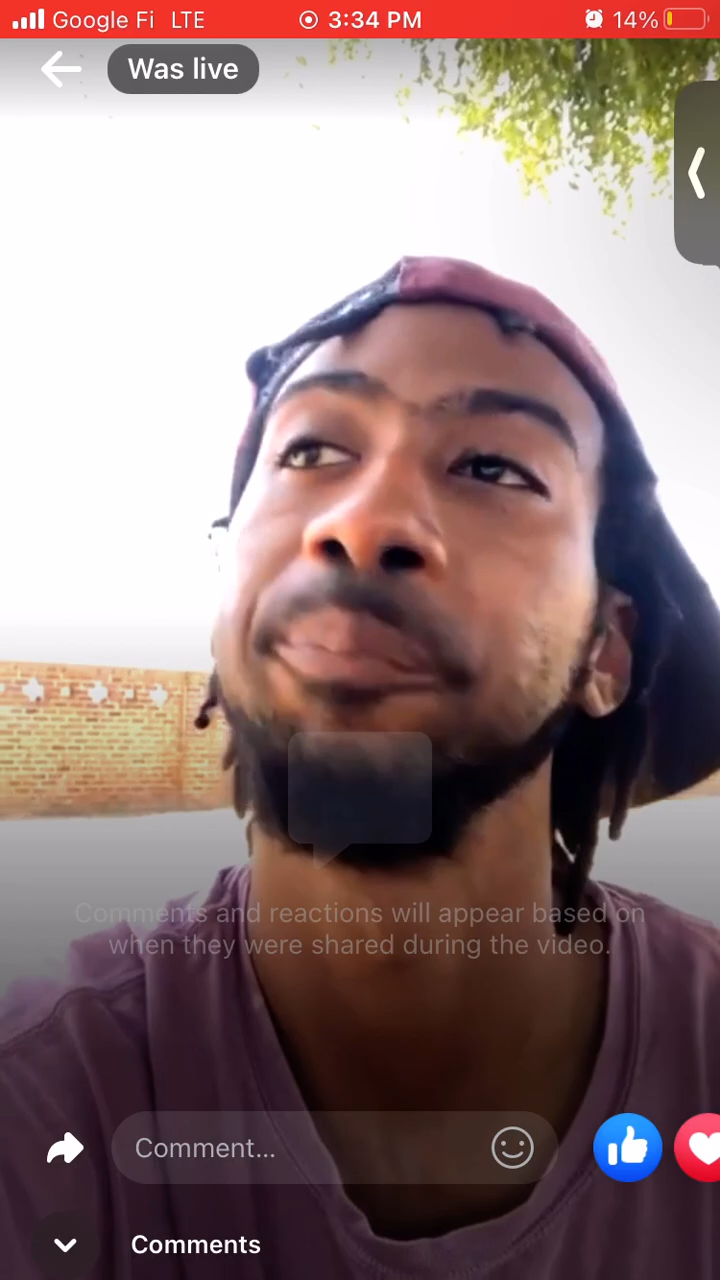 Google Fi LTE 3:34 PM 14%
Was live
Comments and reactions will appear based on
when they were shared during the video.
Comment...
Comments